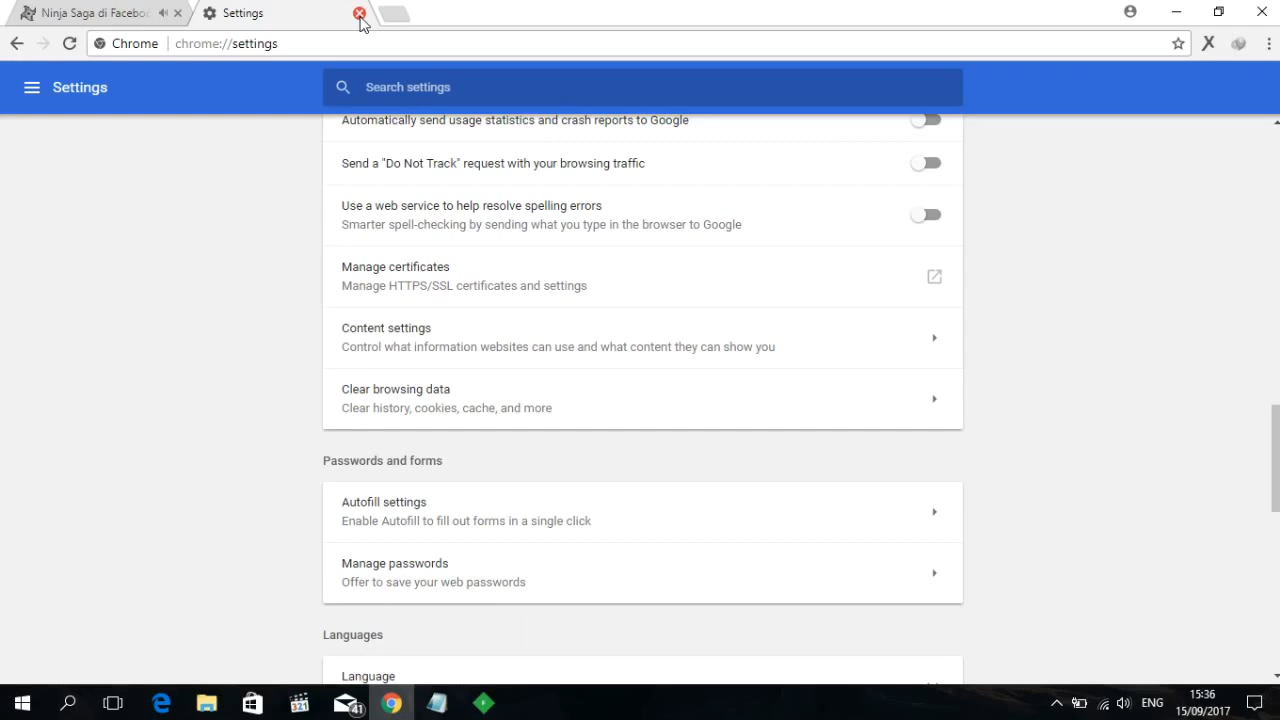 Ninja Saga di Faceboo
Settings
Chrome
chrome://settings
Settings
Search settings
Automatically send usage statistics and crash reports to Google
Send a "Do Not Track" request with your browsing traffic
Use a web service to help resolve spelling errors
Smarter spell-checking by sending what you type in the browser to Google
Manage certificates
Manage HTTPS/SSL certificates and settings
Content settings
Control what information websites can use and what content they can show you
Clear browsing data
Clear history, cookies, cache, and more
Passwords and forms
Autofill settings
Enable Autofill to fill out forms in a single click
Manage passwords
Offer to save your web passwords
Languages
Language
321
41
ENG
15:36
15/09/2017